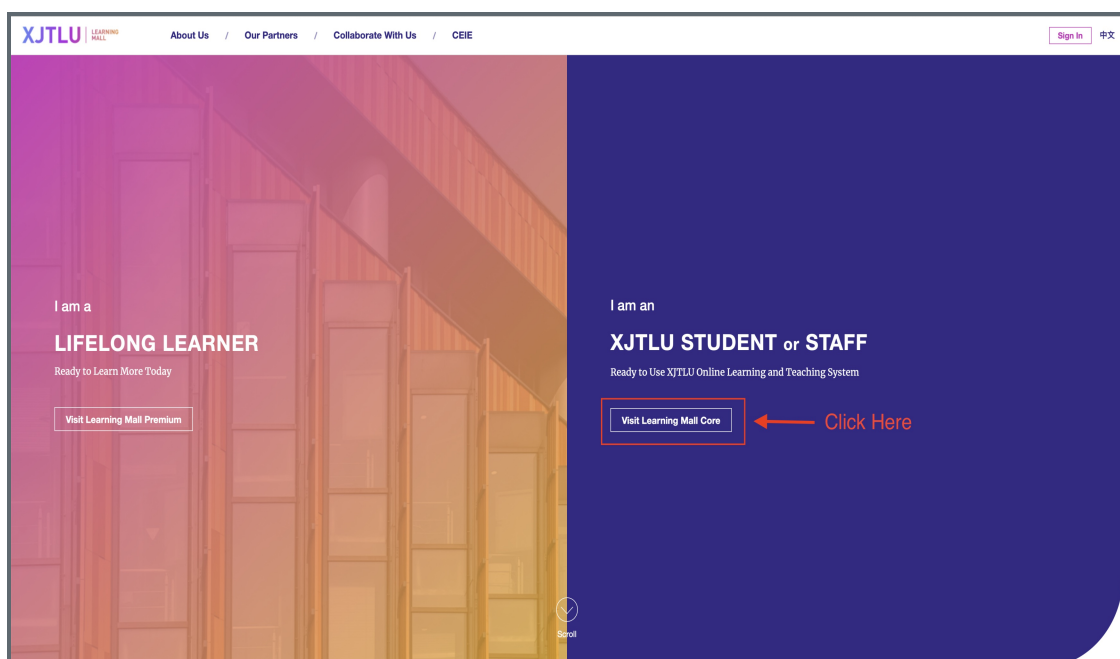 XJTLU LEARNING MALL
About Us / Our Partners / Collaborate With Us / CEIE
Sign In 中文
I am a
LIFELONG LEARNER
Ready to Learn More Today
Visit Learning Mall Premium
I am an
XJTLU STUDENT or STAFF
Ready to Use XJTLU Online Learning and Teaching System
Visit Learning Mall Core
Click Here
Scroll